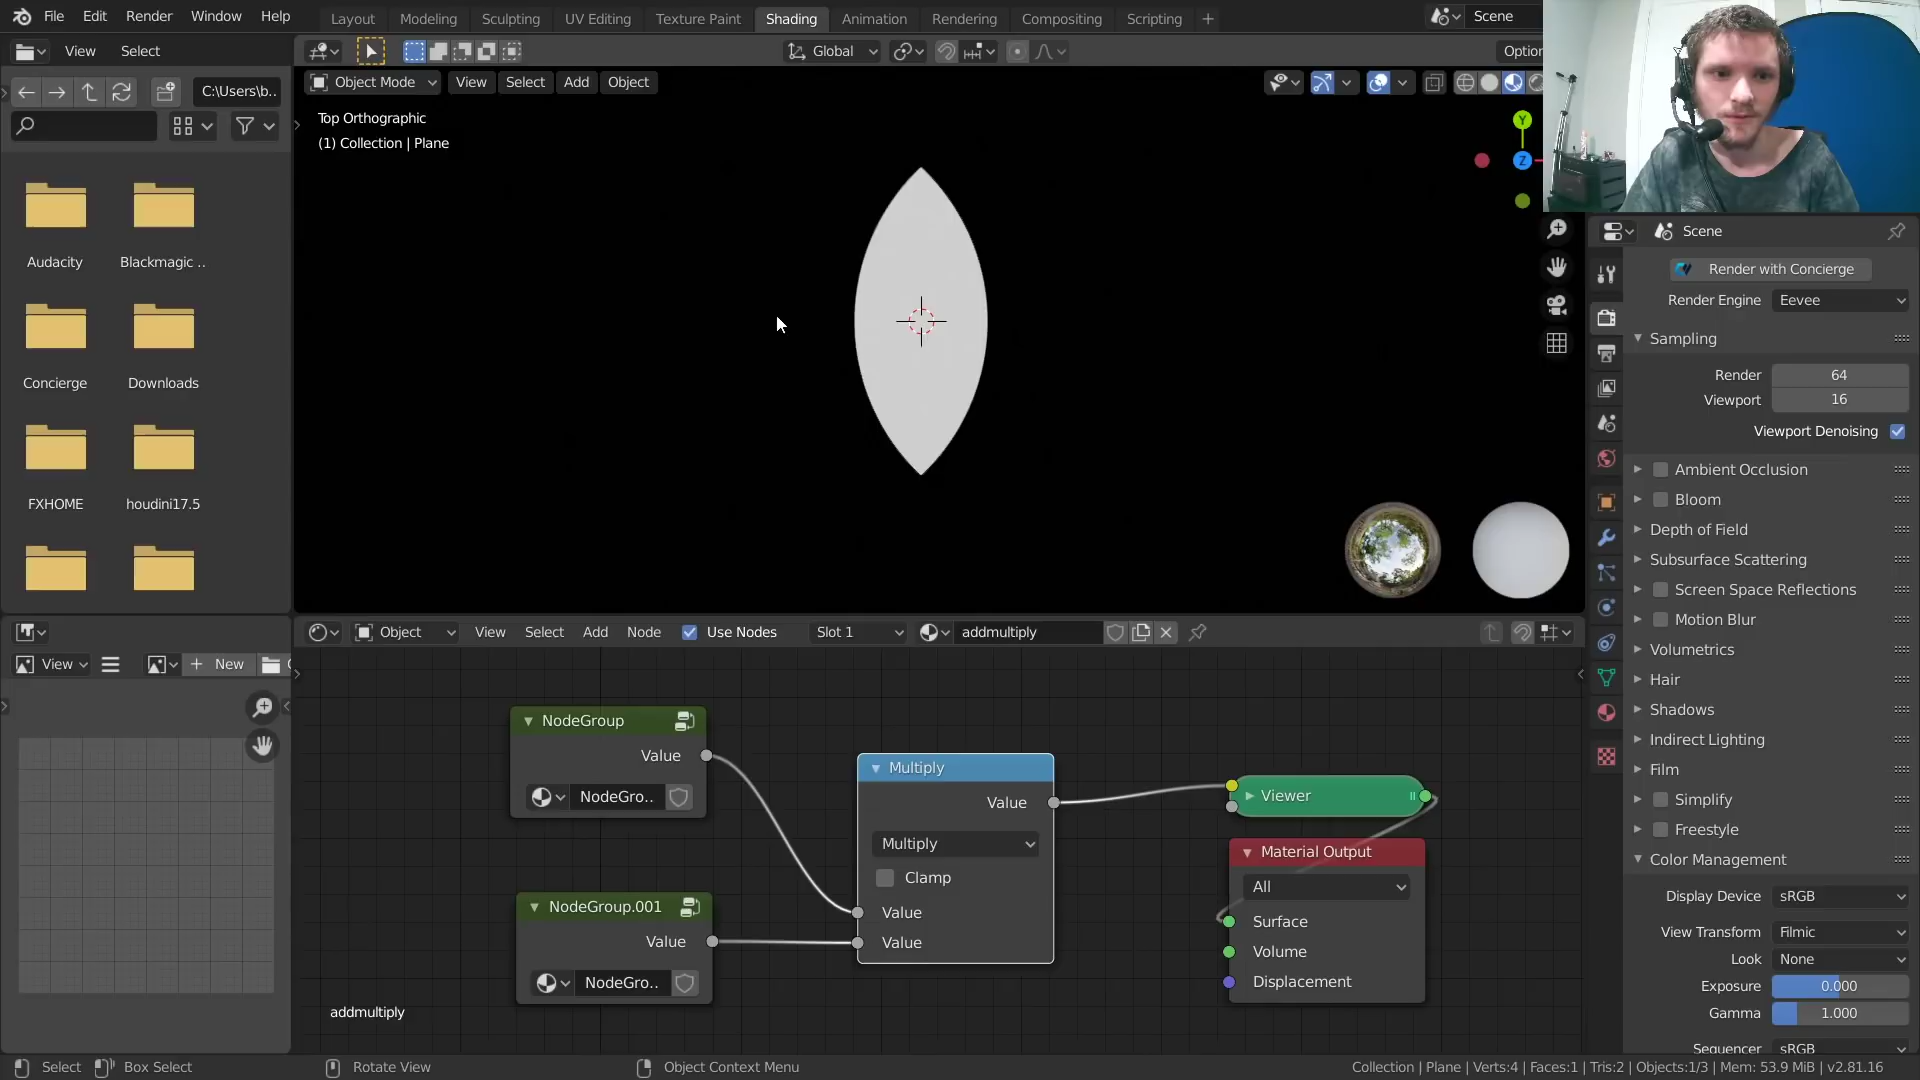 File Edit Render Window Help
Layout Modeling Sculpting UV Editing Texture Paint Shading Animation Rendering Compositing Scripting +
Scene
View Select
Global
Object Mode View Select Add Object
C:\Users\b..
Top Orthographic
(1) Collection | Plane
Y
Z
Audacity Blackmagic ..
Concierge Downloads
FXHOME houdini17.5
Scene
Render with Concierge
Render Engine Eevee
Sampling
Render 64
Viewport 16
Viewport Denoising
Ambient Occlusion
Bloom
Depth of Field
Subsurface Scattering
Screen Space Reflections
Motion Blur
Volumetrics
Hair
Shadows
Indirect Lighting
Film
Simplify
Freestyle
Color Management
Display Device sRGB
View Transform Filmic
Look None
Exposure 0.000
Gamma 1.000
Sequencer sRGB
Object View Select Add Node Use Nodes Slot 1 addmultiply
View + New
NodeGroup
Value
NodeGro..
NodeGroup.001
Value
NodeGro..
Multiply
Value
Multiply
Clamp
Value
Value
Viewer
Material Output
All
Surface
Volume
Displacement
addmultiply
Select Box Select Rotate View Object Context Menu
Collection | Plane | Verts:4 | Faces:1 | Tris:2 | Objects:1/3 | Mem: 53.9 MiB | v2.81.16